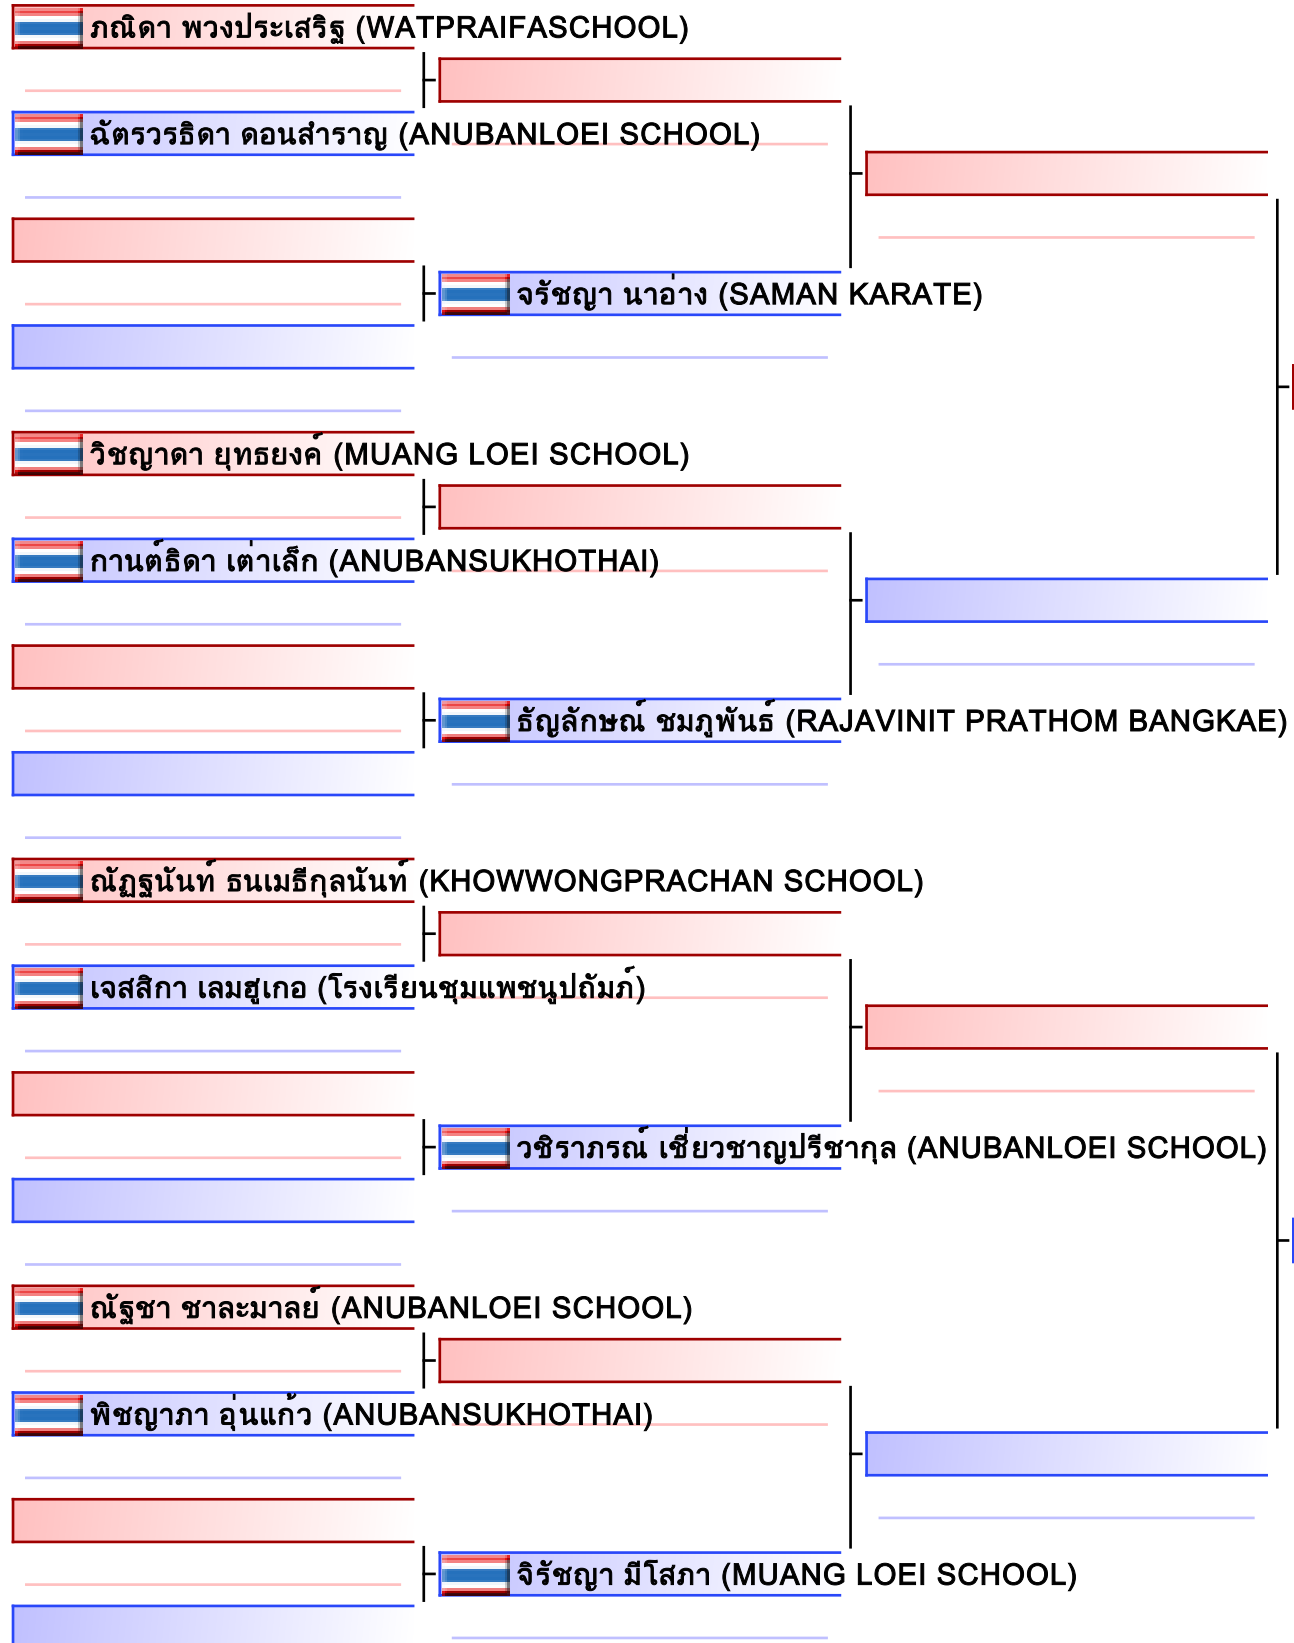 ภณิดา พวงประเสริฐ (WATPRAIFASCHOOL)
ฉัตรวรธิดา ดอนสำราญ (ANUBANLOEI SCHOOL)
จรัชญา นาอ่าง (SAMAN KARATE)
วิชญาดา ยุทธยงค์ (MUANG LOEI SCHOOL)
กานต์ธิดา เต่าเล็ก (ANUBANSUKHOTHAI)
ธัญลักษณ์ ชมภูพันธ์ (RAJAVINIT PRATHOM BANGKAE)
ณัฏฐนันท์ ธนเมธีกุลนันท์ (KHOWWONGPRACHAN SCHOOL)
เจสสิกา เลมฮูเกอ (โรงเรียนชุมแพชนูปถัมภ์)
วชิราภรณ์ เชี่ยวชาญปรีชากุล (ANUBANLOEI SCHOOL)
ณัฐชา ชาละมาลย์ (ANUBANLOEI SCHOOL)
พิชญาภา อุ่นแก้ว (ANUBANSUKHOTHAI)
จิรัชญา มีโสภา (MUANG LOEI SCHOOL)